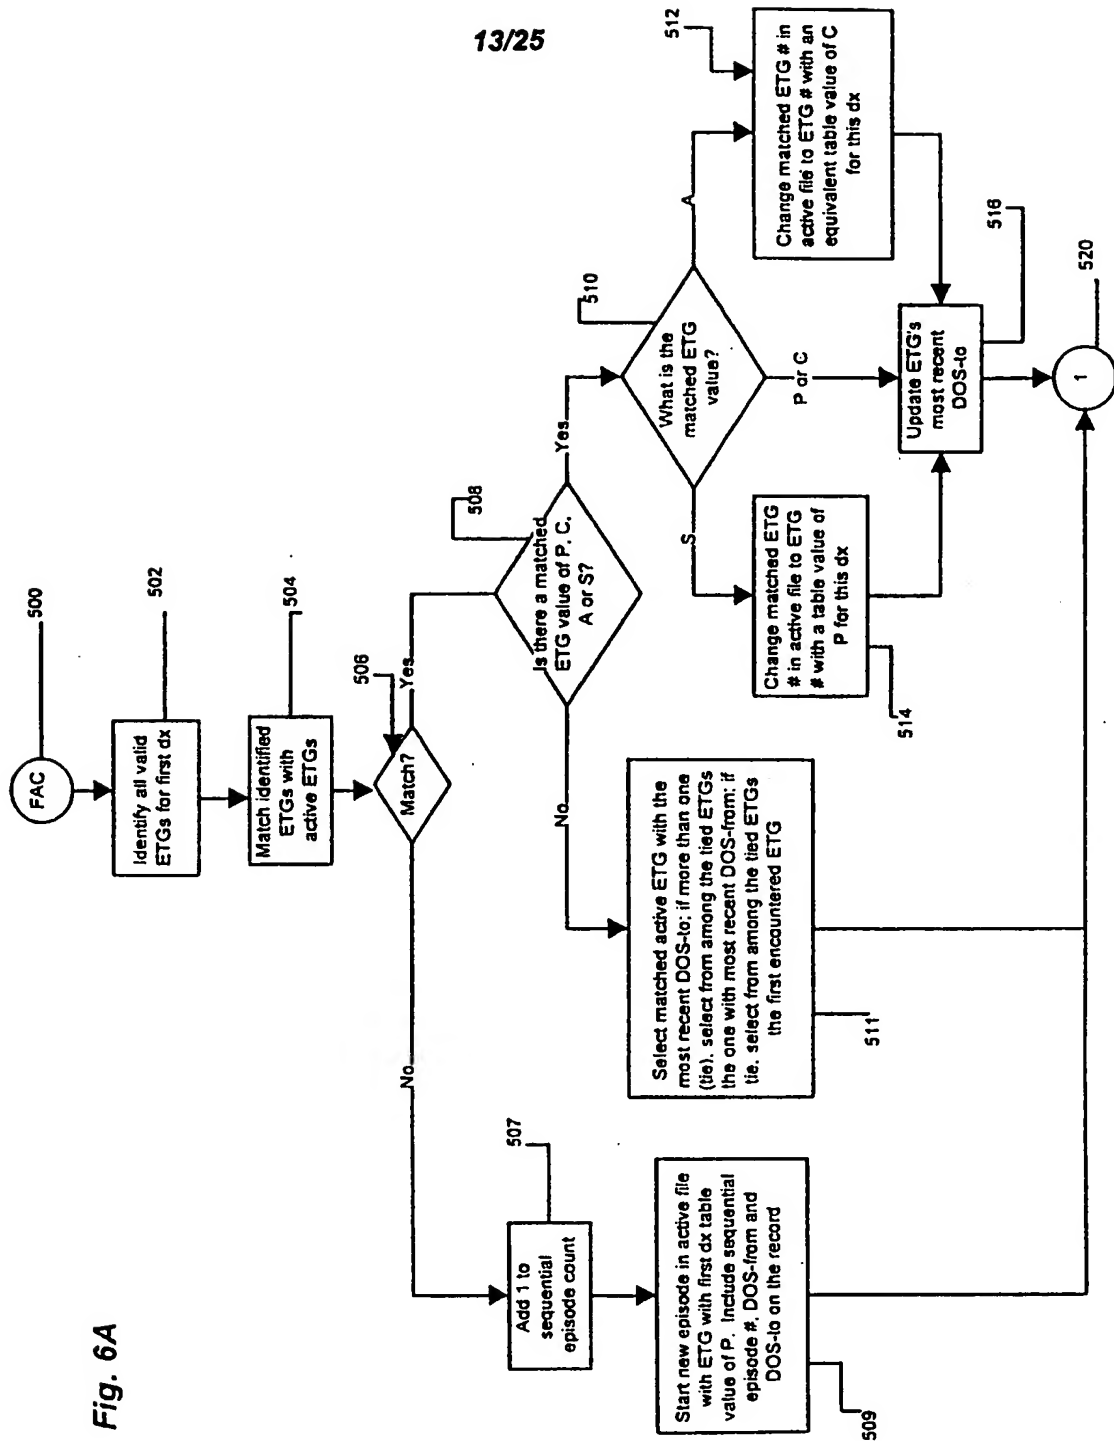 13/25
Fig. 6A
FAC
500
Identify all valid
ETGs for first dx
502
Match identified
ETGs with
active ETGs
504
Match?
506
No
Yes
Add 1 to
sequential
episode count
507
Start new episode in active file
with ETG with first dx table
value of P. Include sequential
episode #, DOS-from and
DOS-to on the record
509
Is there a matched
ETG value of P, C,
A or S?
508
No
Yes
Select matched active ETG with the
most recent DOS-to; if more than one
(tie), select from among the tied ETGs
the one with most recent DOS-from; if
tie, select from among the tied ETGs
the first encountered ETG
511
What is the
matched ETG
value?
510
S
P or C
A
Change matched ETG
# in active file to ETG
# with a table value of
P for this dx
514
Change matched ETG # in
active file to ETG # with an
equivalent table value of C
for this dx
512
Update ETG's
most recent
DOS-to
516
1
520